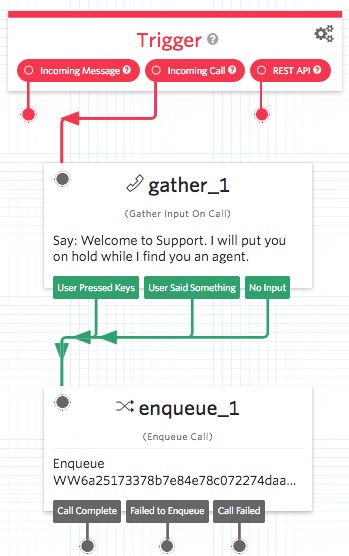 Trigger
Incoming Message
Incoming Call
REST API
gather_1
(Gather Input On Call)
Say: Welcome to Support. I will put you
on hold while I find you an agent.
User Pressed Keys
User Said Something
No Input
enqueue_1
(Enqueue Call)
Enqueue
WW6a25173378b7e84e78c072274daa...
Call Complete
Failed to Enqueue
Call Failed